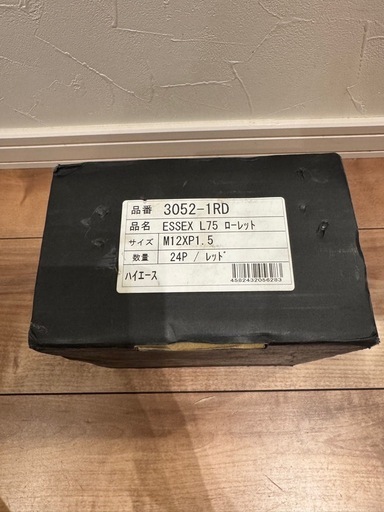 品番 3052-1RD
品名 ESSEX L75 ローレット
サイズ M12XP1.5
数量 24P / レッド
ハイエース
4582432056283